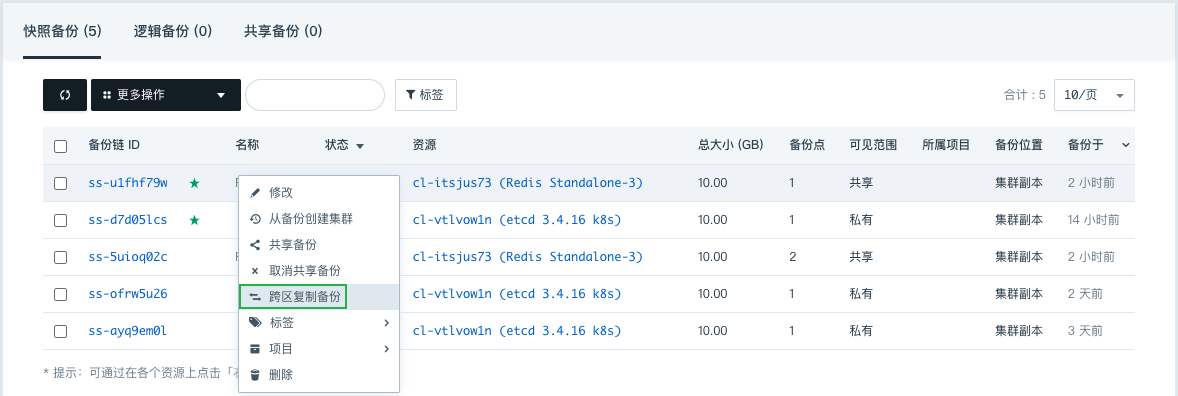 快照备份 (5) 逻辑备份 (0) 共享备份 (0)
更多操作 标签 合计 : 5 10/页
备份链 ID 名称 状态 资源 总大小 (GB) 备份点 可见范围 所属项目 备份位置 备份于
ss-u1fhf79w cl-itsjus73 (Redis Standalone-3) 10.00 1 共享 集群副本 2 小时前
ss-d7d05lcs cl-vtlvow1n (etcd 3.4.16 k8s) 10.00 1 私有 集群副本 14 小时前
ss-5uioq02c cl-itsjus73 (Redis Standalone-3) 10.00 2 共享 集群副本 2 小时前
ss-ofrw5u26 cl-vtlvow1n (etcd 3.4.16 k8s) 10.00 1 私有 集群副本 2 天前
ss-ayq9em0l cl-vtlvow1n (etcd 3.4.16 k8s) 10.00 1 私有 集群副本 3 天前
修改
从备份创建集群
共享备份
取消共享备份
跨区复制备份
标签
项目
删除
* 提示：可通过在各个资源上点击「